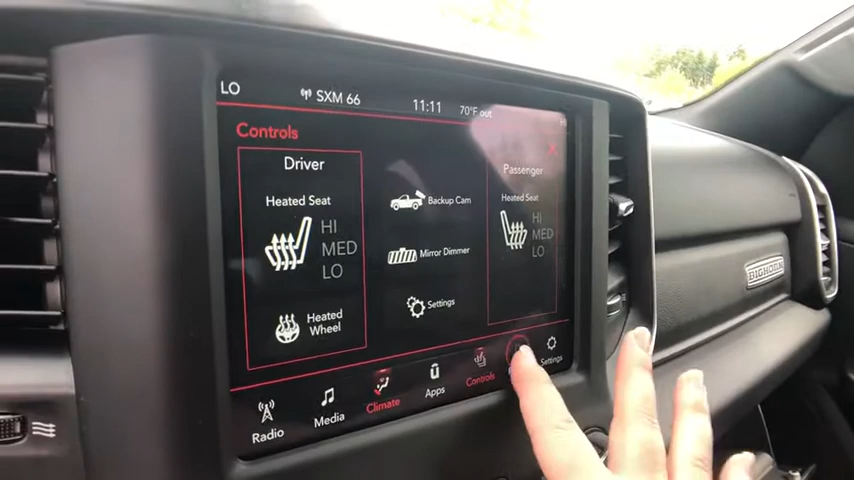 LO
SXM 66
11:11
70°F out
Controls
Driver
Passenger
Heated Seat
HI
MED
LO
Heated
Wheel
Backup Cam
Mirror Dimmer
Settings
Heated Seat
HI
MED
LO
Radio
Media
Climate
Apps
Controls
Settings
BIGHORN